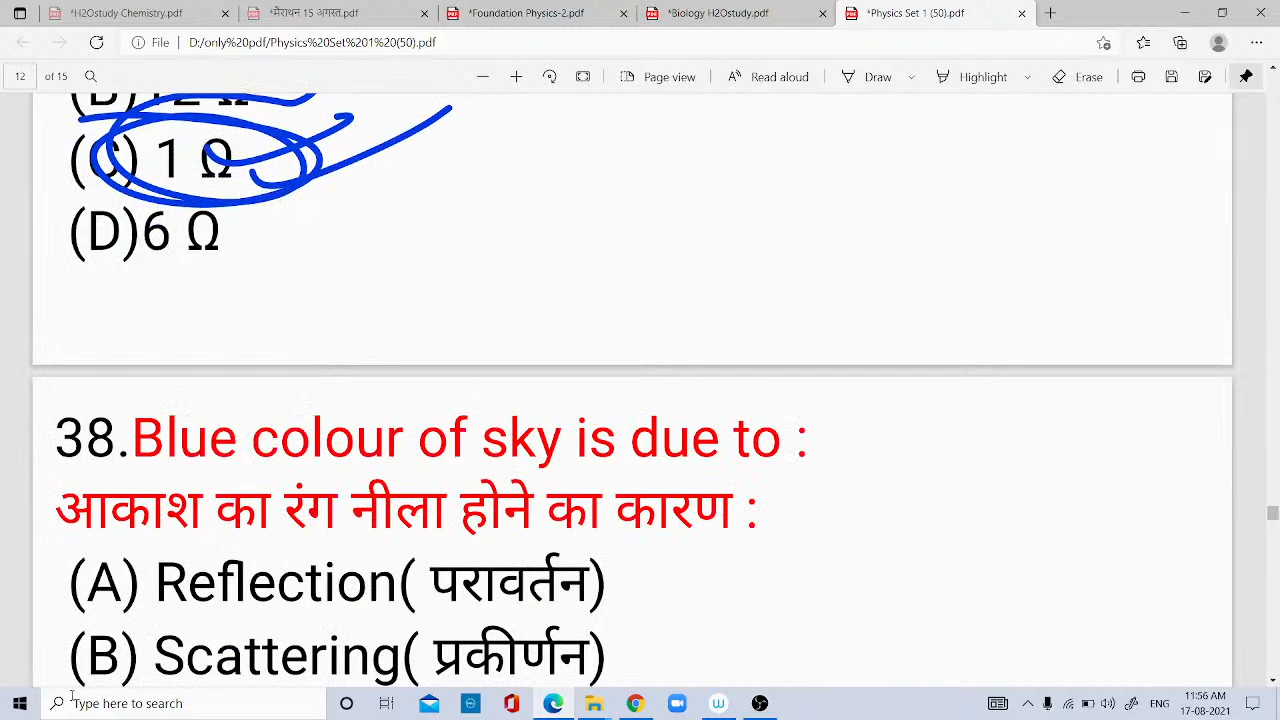 *H2Ostudy Chemistry.pdf
*मैराथन 15 अगस्त.pdf
*Foundation Physics-2.pdf
*Biology H2Ostudy.pdf
*Physics Set 1 (50).pdf
File D:/only%20pdf/Physics%20Set%201%20(50).pdf
12 of 15 Page view Read aloud Draw Highlight Erase
(B)12 Ω
(C) 1 Ω
(D)6 Ω
38.Blue colour of sky is due to :
आकाश का रंग नीला होने का कारण :
(A) Reflection( परावर्तन)
(B) Scattering( प्रकीर्णन)
Type here to search
ENG
11:56 AM
17-08-2021